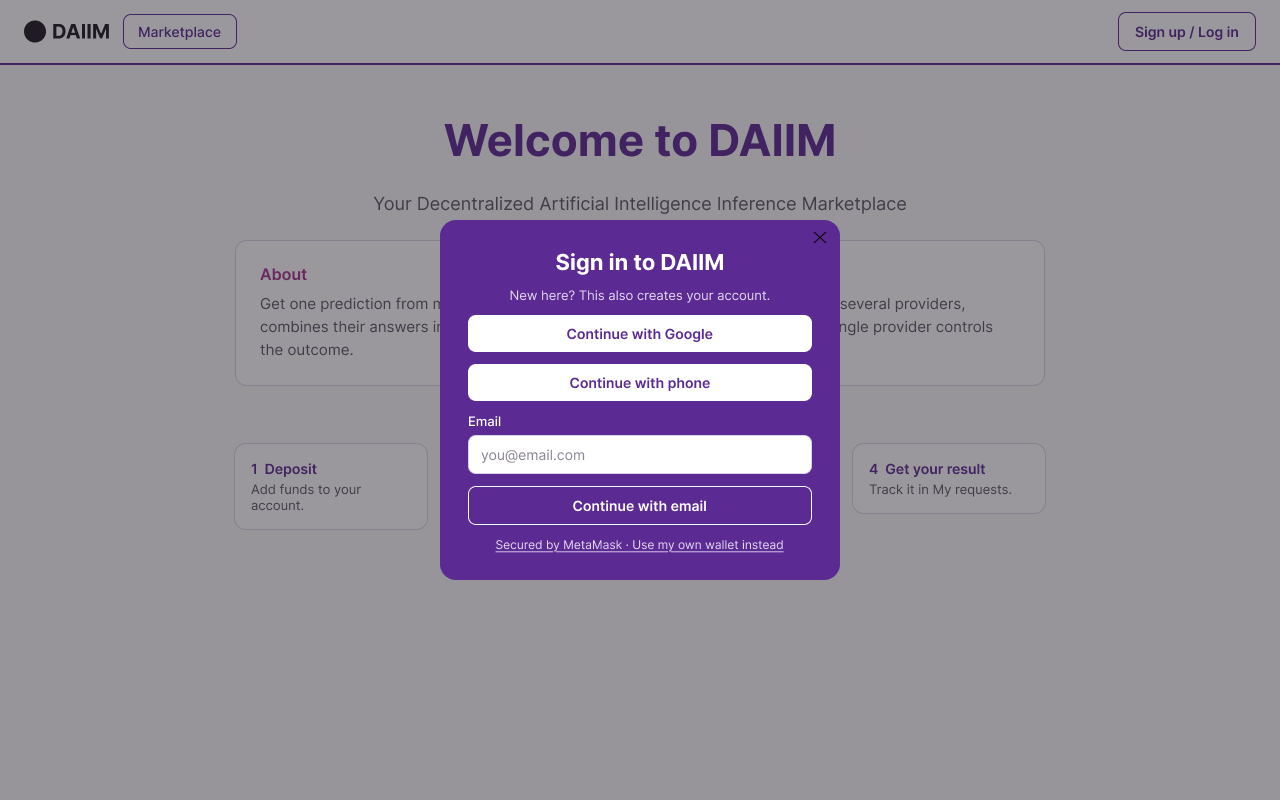 DAIIM
Marketplace
Sign up / Log in
Welcome to DAIIM
Your Decentralized Artificial Intelligence Inference Marketplace
About
Get one prediction from
several providers,
combines their answers
provider controls
the outcome.
Sign in to DAIIM
New here? This also creates your account.
Continue with Google
Continue with phone
Email
you@email.com
Continue with email
Secured by MetaMask · Use my own wallet instead
1 Deposit
Add funds to your
account.
4 Get your result
Track it in My requests.